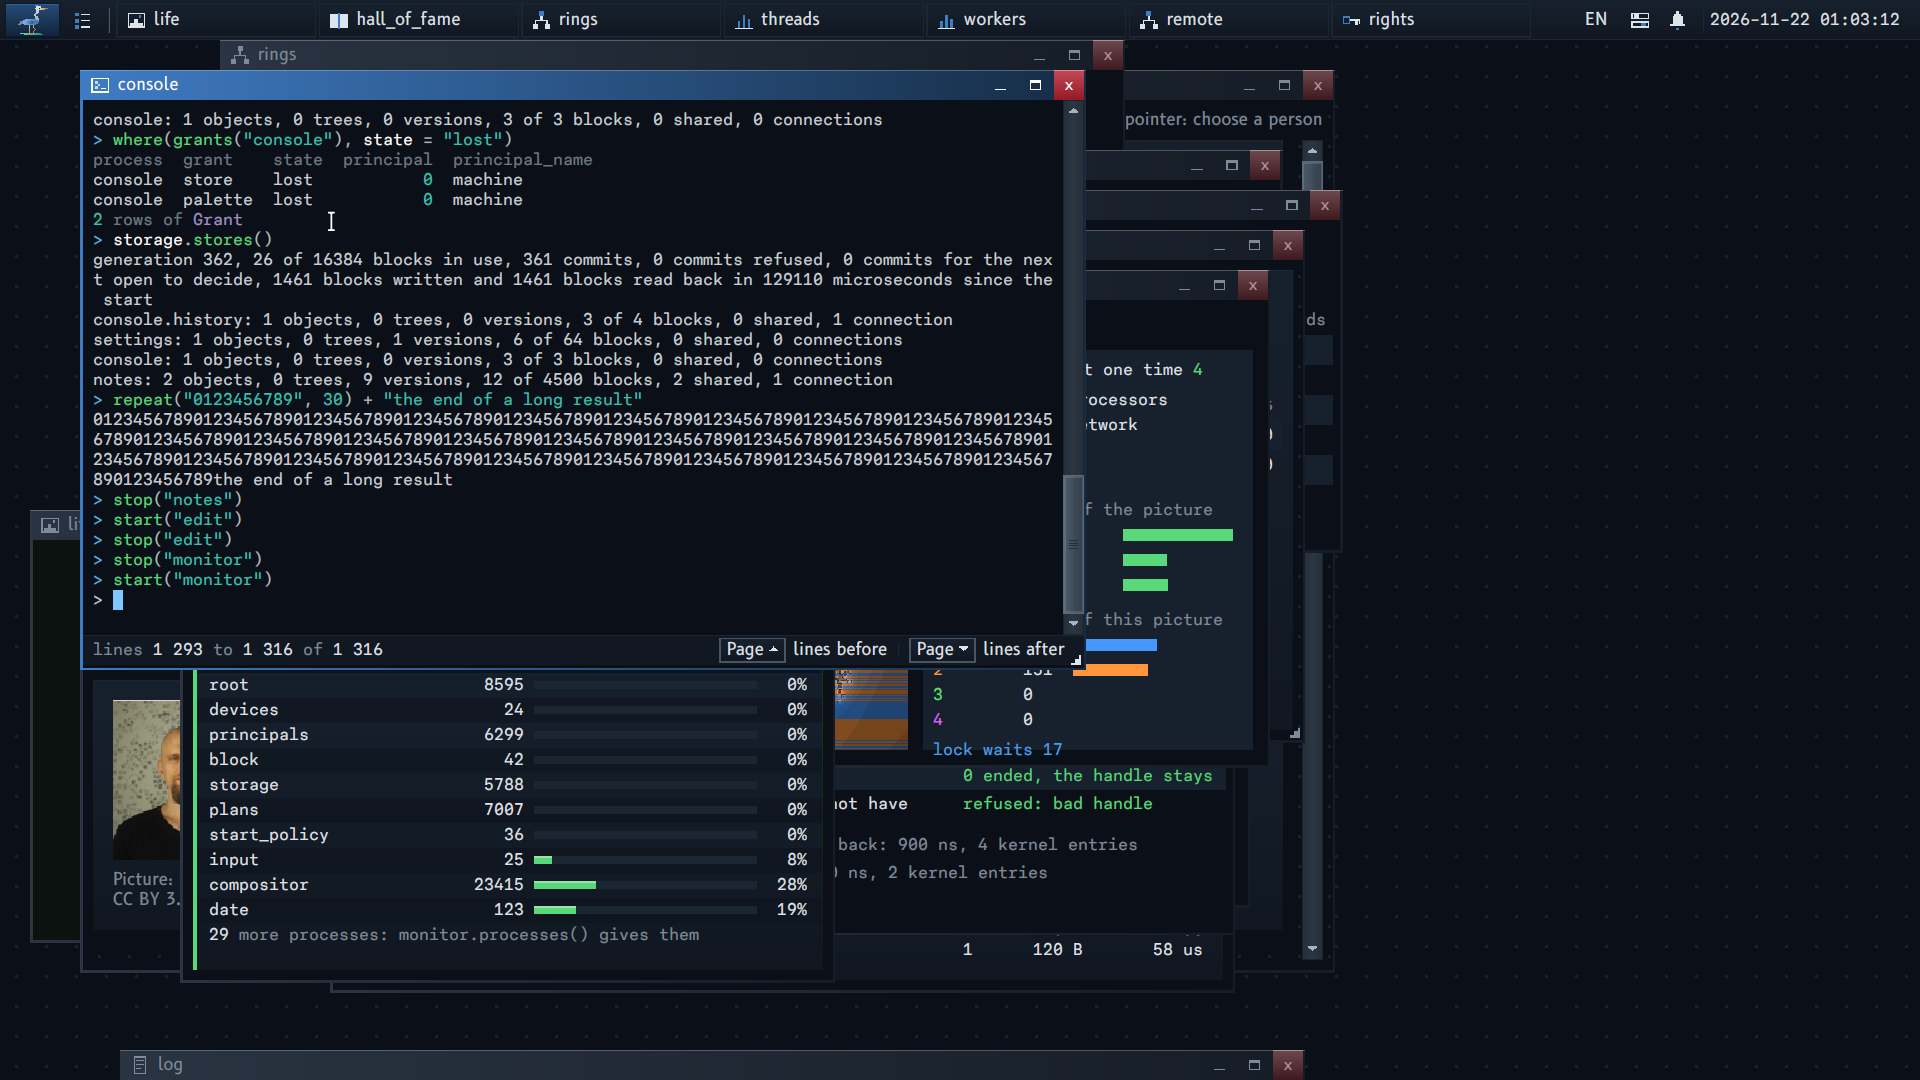 life
hall_of_fame
rings
threads
workers
remote
rights
EN
2026-11-22 01:03:12
rings
console
pointer: choose a person
console: 1 objects, 0 trees, 0 versions, 3 of 3 blocks, 0 shared, 0 connections
> where(grants("console"), state = "lost")
process grant state principal principal_name
console store lost 0 machine
console palette lost 0 machine
2 rows of Grant
> storage.stores()
generation 362, 26 of 16384 blocks in use, 361 commits, 0 commits refused, 0 commits for the nex
t open to decide, 1461 blocks written and 1461 blocks read back in 129110 microseconds since the
start
console.history: 1 objects, 0 trees, 0 versions, 3 of 4 blocks, 0 shared, 1 connection
settings: 1 objects, 0 trees, 1 versions, 6 of 64 blocks, 0 shared, 0 connections
console: 1 objects, 0 trees, 0 versions, 3 of 3 blocks, 0 shared, 0 connections
notes: 2 objects, 0 trees, 9 versions, 12 of 4500 blocks, 2 shared, 1 connection
> repeat("0123456789", 30) + "the end of a long result"
012345678901234567890123456789012345678901234567890123456789012345678901234567890123456789012345
678901234567890123456789012345678901234567890123456789012345678901234567890123456789012345678901
234567890123456789012345678901234567890123456789012345678901234567890123456789012345678901234567
890123456789the end of a long result
> stop("notes")
> start("edit")
> stop("edit")
> stop("monitor")
> start("monitor")
>
lines 1 293 to 1 316 of 1 316
Page lines before
Page lines after
ds
t one time 4
rocessors
twork
f the picture
f this picture
li
root 8595 0%
devices 24 0%
principals 6299 0%
block 42 0%
storage 5788 0%
plans 7007 0%
start_policy 36 0%
input 25 8%
compositor 23415 28%
date 123 19%
29 more processes: monitor.processes() gives them
Picture:
CC BY 3.
2 131
3 0
4 0
lock waits 17
0 ended, the handle stays
not have refused: bad handle
back: 900 ns, 4 kernel entries
ns, 2 kernel entries
1 120 B 58 us
log